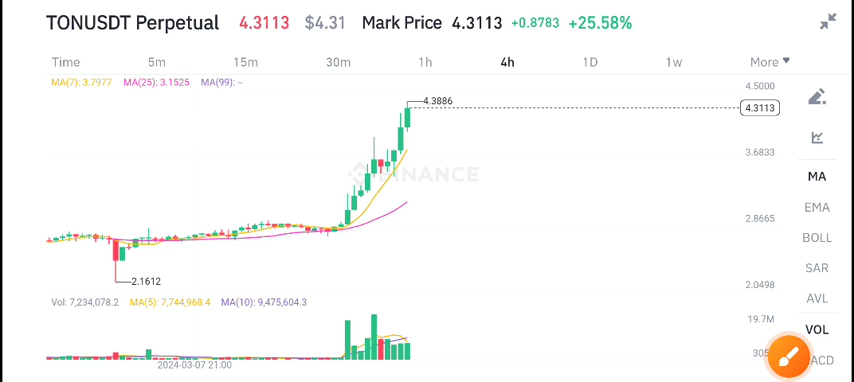 TONUSDT Perpetual 4.3113 $4.31 Mark Price 4.3113 +0.8783 +25.58%
Time 5m 15m 30m 1h 4h 1D 1w More
MA(7): 3.7977 MA(25): 3.1525 MA(99): --
4.5000
4.3886
4.3113
3.6833
BINANCE
MA
EMA
2.8665
BOLL
SAR
2.1612
2.0498
AVL
Vol: 7,234,078.2 MA(5): 7,744,968.4 MA(10): 9,475,604.3
19.7M
VOL
305
ACD
2024-03-07 21:00